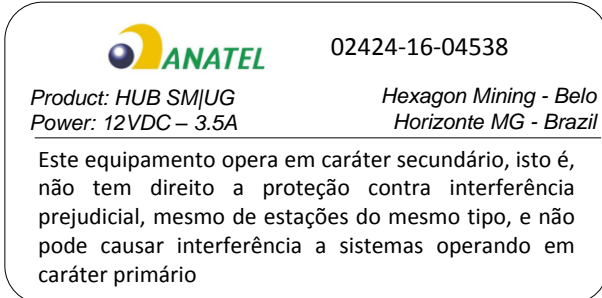 ANATEL 02424-16-04538
Product: HUB SM|UG Hexagon Mining - Belo
Power: 12VDC – 3.5A Horizonte MG - Brazil
Este equipamento opera em caráter secundário, isto é,
não tem direito a proteção contra interferência
prejudicial, mesmo de estações do mesmo tipo, e não
pode causar interferência a sistemas operando em
caráter primário